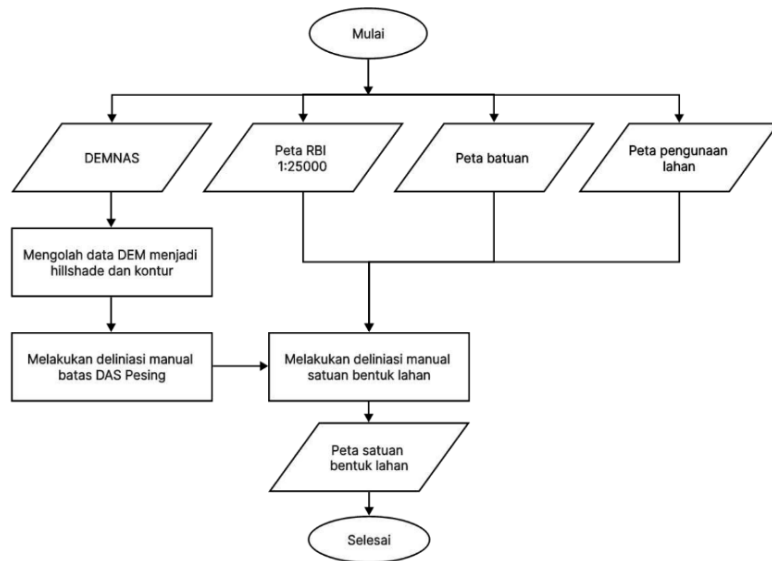 Mulai
DEMNAS
Peta RBI
1:25000
Peta batuan
Peta pengunaan
lahan
Mengolah data DEM menjadi
hillshade dan kontur
Melakukan deliniasi manual
batas DAS Pesing
Melakukan deliniasi manual
satuan bentuk lahan
Peta satuan
bentuk lahan
Selesai